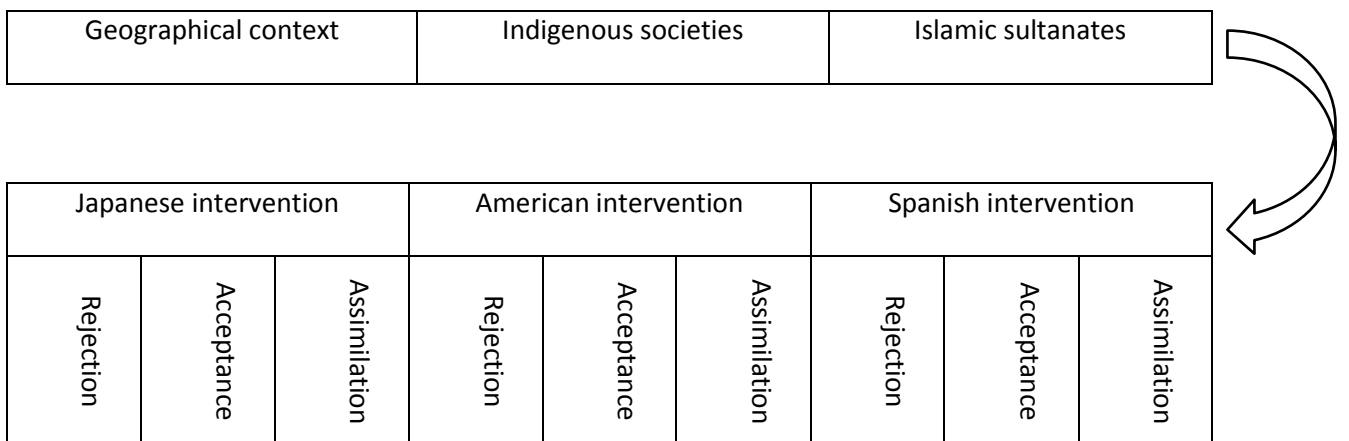 Geographical context
Indigenous societies
Islamic sultanates
Japanese intervention
American intervention
Spanish intervention
Rejection
Acceptance
Assimilation
Rejection
Acceptance
Assimilation
Rejection
Acceptance
Assimilation